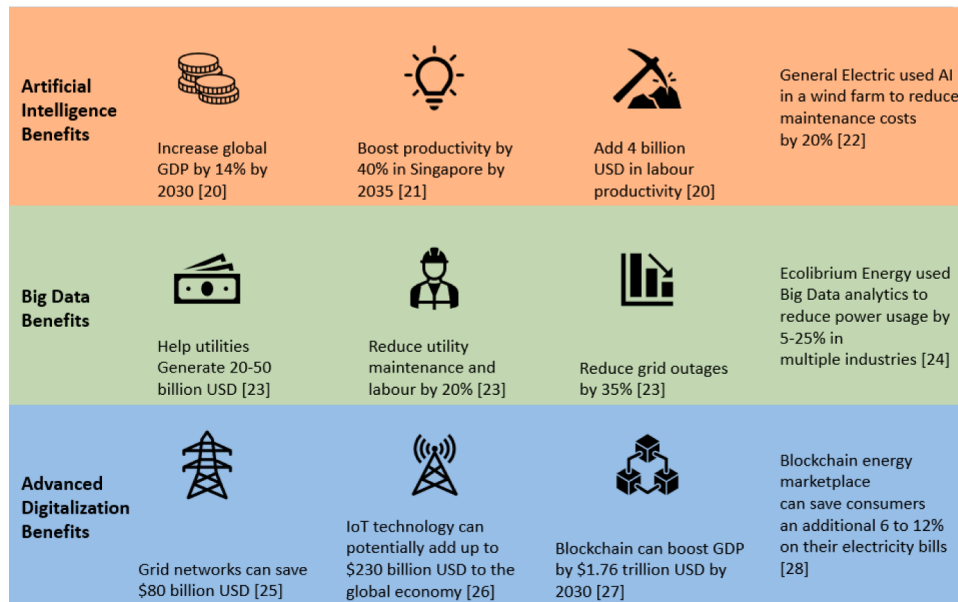 Artificial
Intelligence
Benefits
Increase global
GDP by 14% by
2030 [20]
Boost productivity by
40% in Singapore by
2035 [21]
Add 4 billion
USD in labour
productivity [20]
General Electric used AI
in a wind farm to reduce
maintenance costs
by 20% [22]
Big Data
Benefits
Help utilities
Generate 20-50
billion USD [23]
Reduce utility
maintenance and
labour by 20% [23]
Reduce grid outages
by 35% [23]
Ecolibrium Energy used
Big Data analytics to
reduce power usage by
5-25% in
multiple industries [24]
Advanced
Digitalization
Benefits
Grid networks can save
$80 billion USD [25]
IoT technology can
potentially add up to
$230 billion USD to the
global economy [26]
Blockchain can boost GDP
by $1.76 trillion USD by
2030 [27]
Blockchain energy
marketplace
can save consumers
an additional 6 to 12%
on their electricity bills
[28]